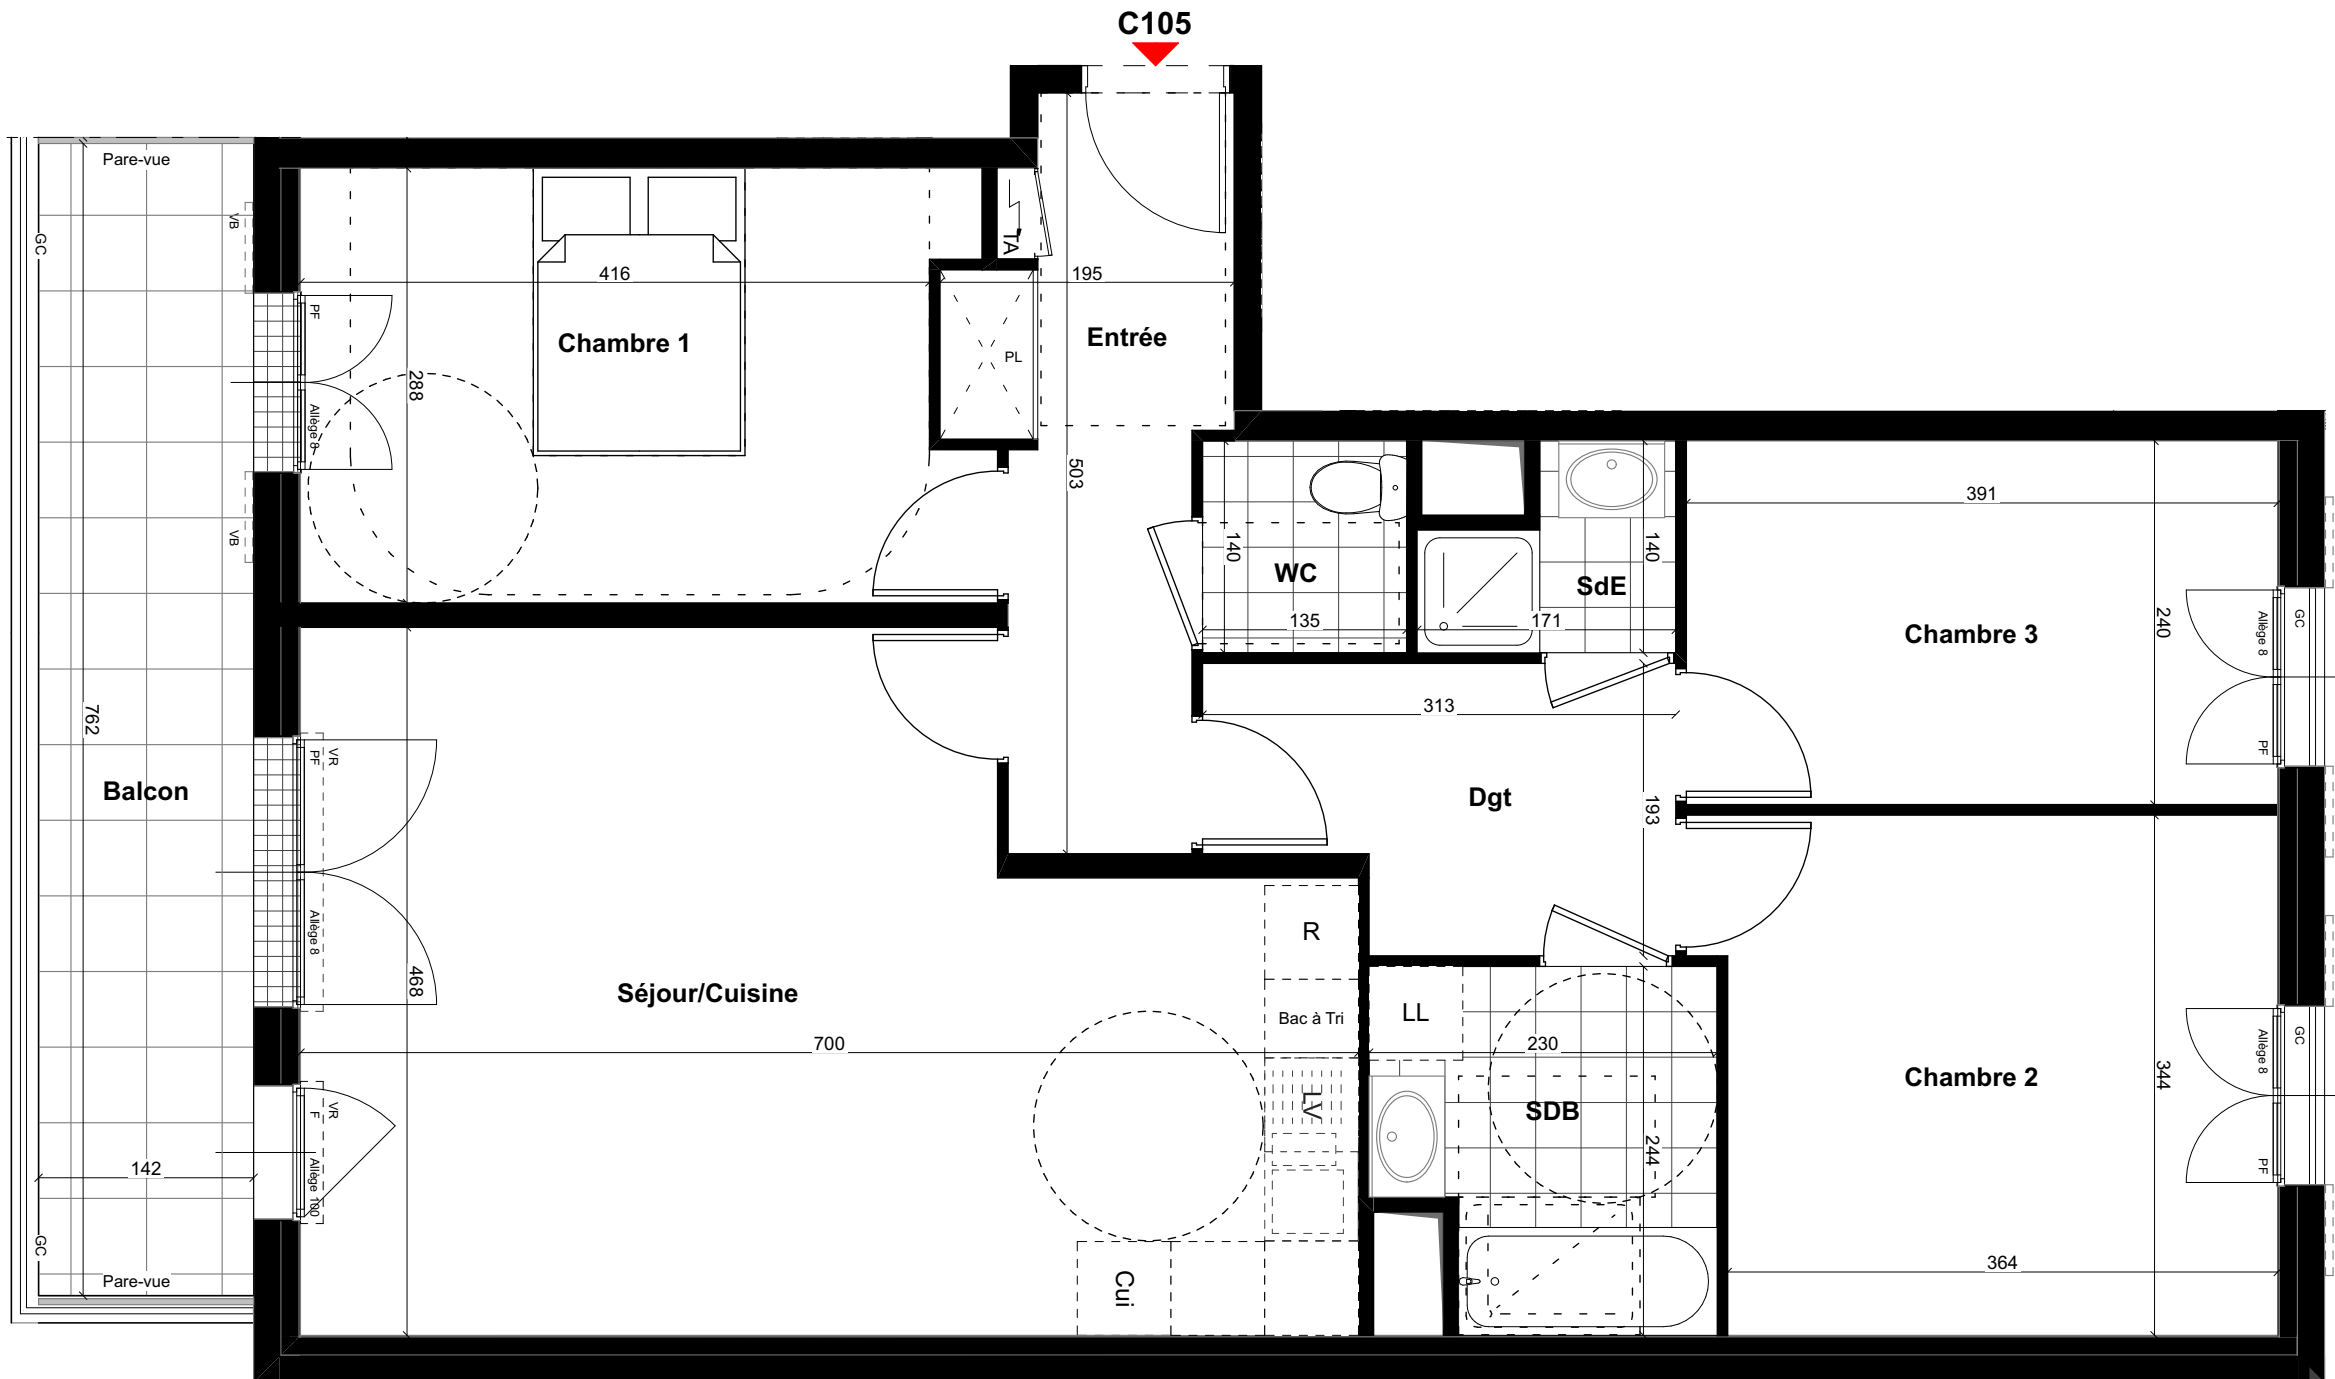 C105
Pare-vue
GC
VB
TA
416
195
PF
Chambre 1
Entrée
PL
288
Allège 8
503
391
VB
140
140
WC
SdE
135
171
240
Chambre 3
Allège 8
GC
313
762
VR
PF
PF
Balcon
Dgt
193
Allège 8
R
468
Séjour/Cuisine
Bac à Tri
LL
700
230
GC
Allège 8
Chambre 2
344
LV
SDB
VR
F
244
142
Allège 100
PF
GC
364
Pare-vue
Cui